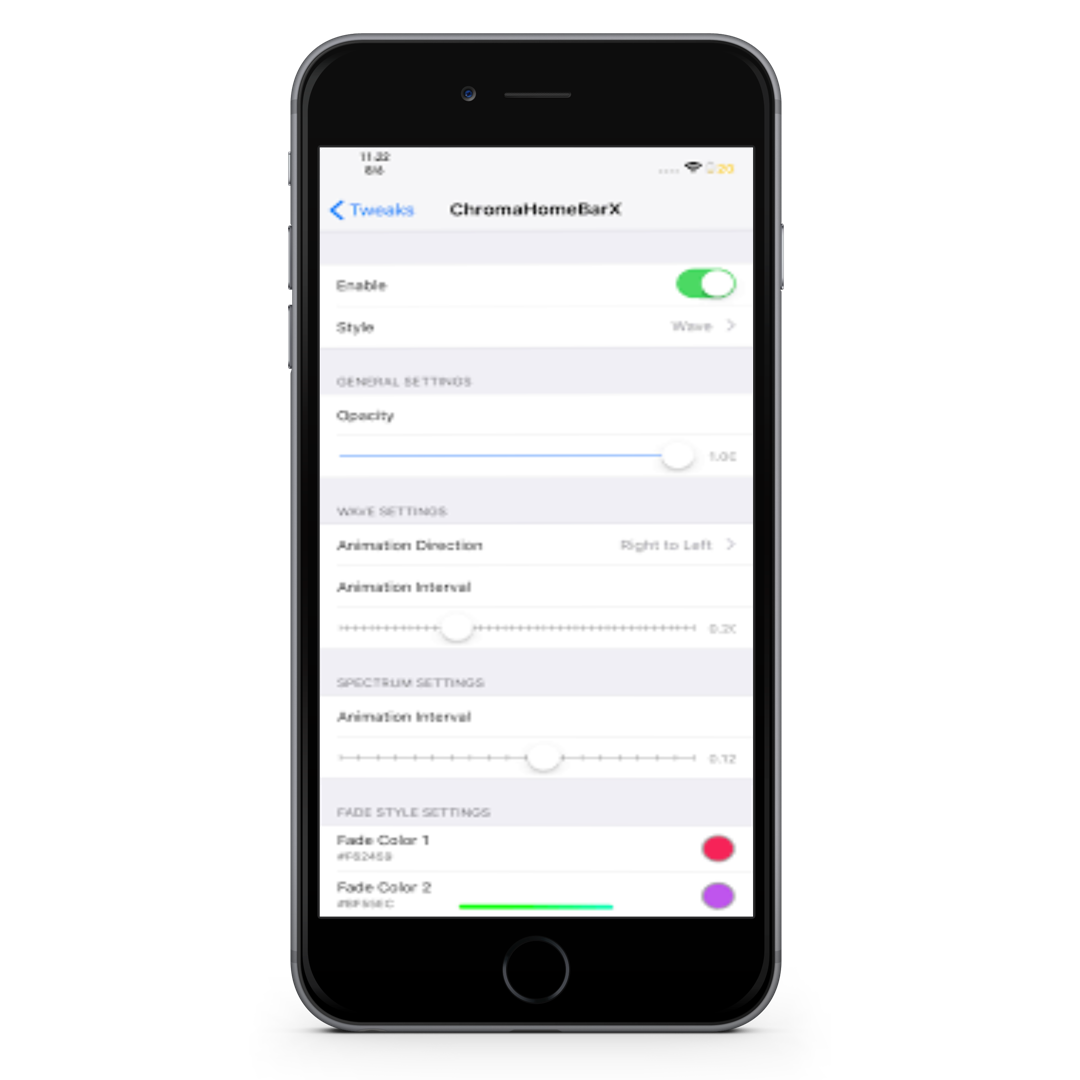 11:22
8/6
20
Tweaks
ChromaHomeBarX
Enable
Style
Wave
GENERAL SETTINGS
Opacity
1.00
WAVE SETTINGS
Animation Direction
Right to Left
Animation Interval
0.20
SPECTRUM SETTINGS
Animation Interval
0.12
FADE STYLE SETTINGS
Fade Color 1
Fade Color 2